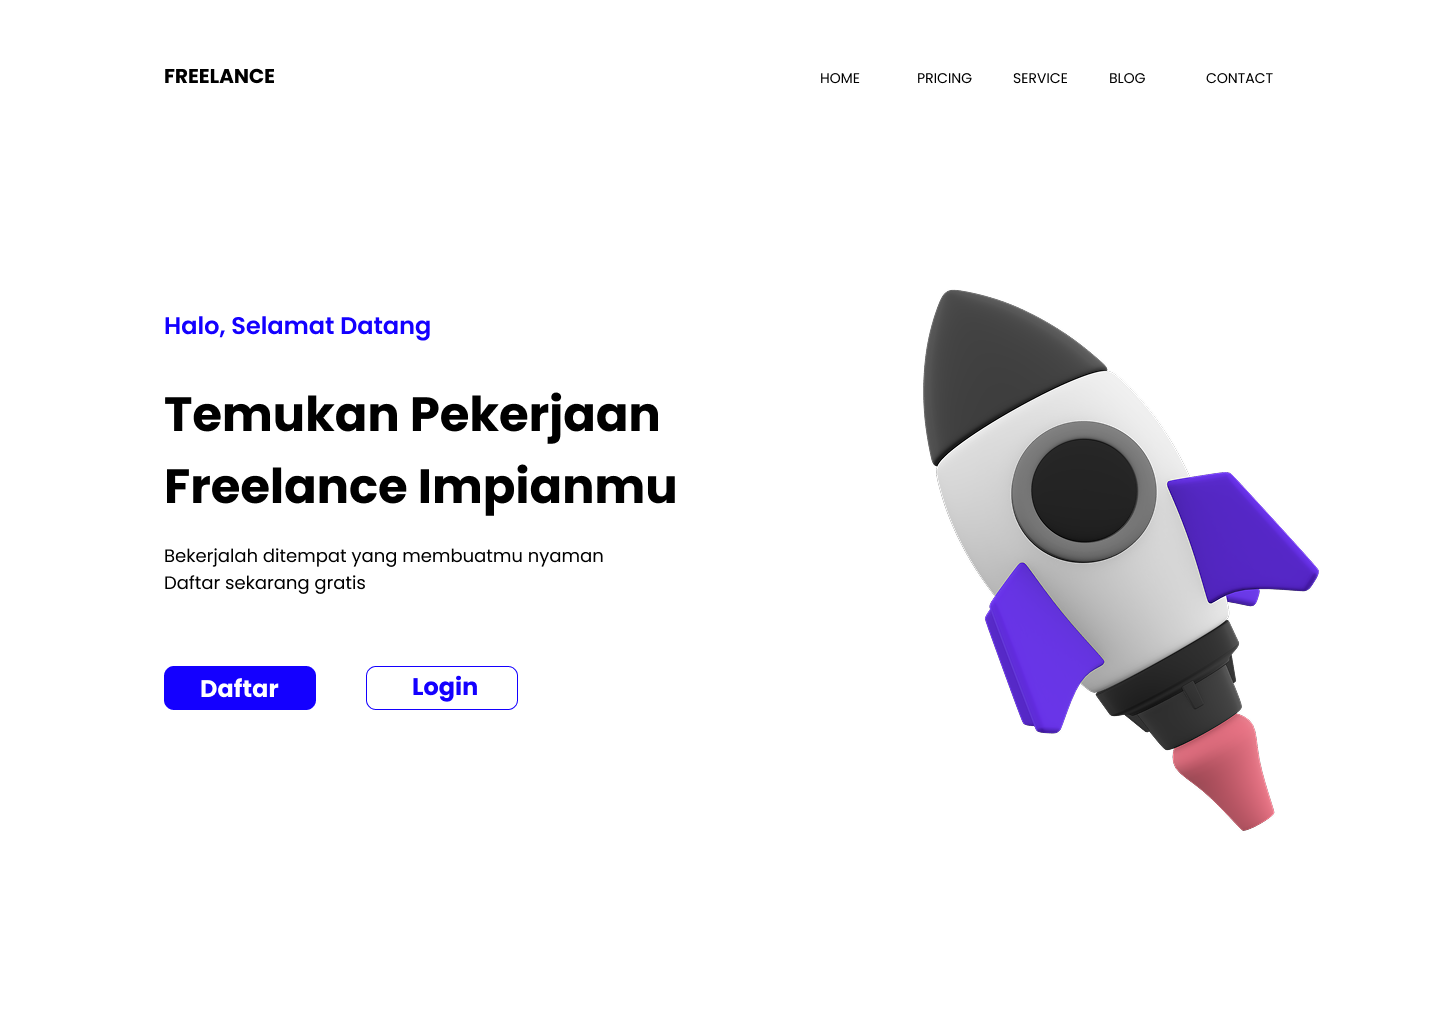 FREELANCE
HOME PRICING SERVICE BLOG CONTACT
Halo, Selamat Datang
Temukan Pekerjaan
Freelance Impianmu
Bekerjalah ditempat yang membuatmu nyaman
Daftar sekarang gratis
Daftar
Login